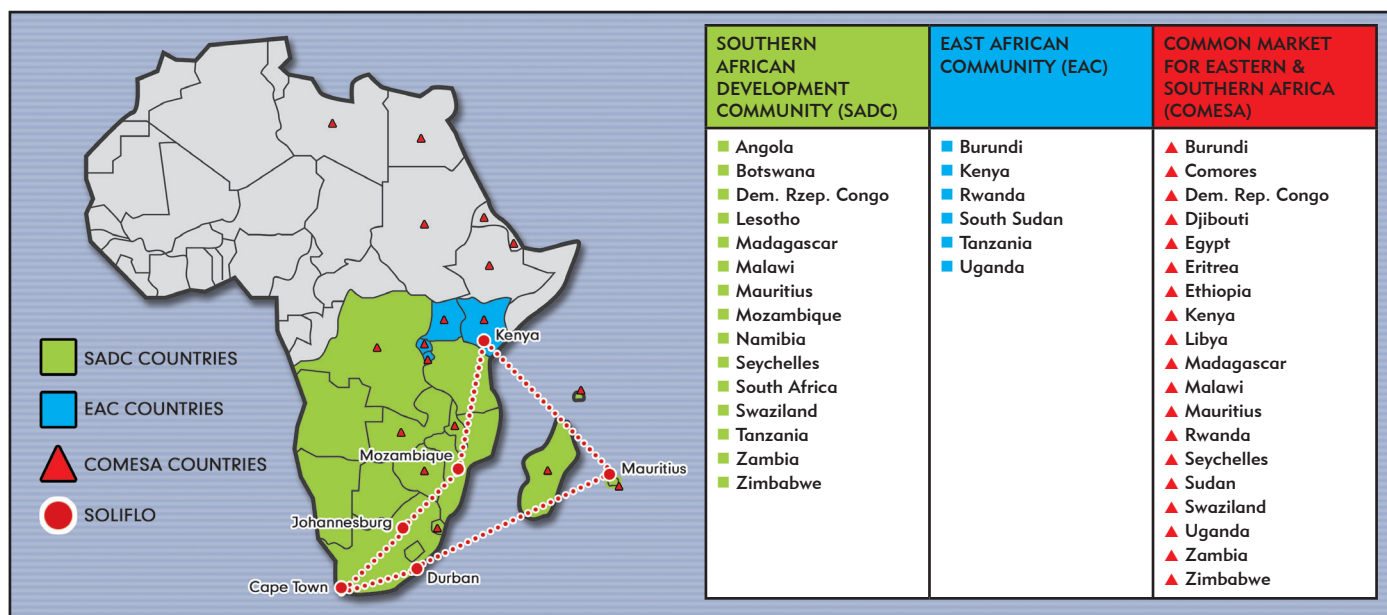 SADC COUNTRIES
EAC COUNTRIES
COMESA COUNTRIES
SOLIFLO
Kenya
Mozambique
Mauritius
Johannesburg
Cape Town
Durban
SOUTHERN
AFRICAN
DEVELOPMENT
COMMUNITY (SADC)
Angola
Botswana
Dem. Rzep. Congo
Lesotho
Madagascar
Malawi
Mauritius
Mozambique
Namibia
Seychelles
South Africa
Swaziland
Tanzania
Zambia
Zimbabwe
EAST AFRICAN
COMMUNITY (EAC)
Burundi
Kenya
Rwanda
South Sudan
Tanzania
Uganda
COMMON MARKET
FOR EASTERN &
SOUTHERN AFRICA
(COMESA)
Burundi
Comores
Dem. Rep. Congo
Djibouti
Egypt
Eritrea
Ethiopia
Kenya
Libya
Madagascar
Malawi
Mauritius
Rwanda
Seychelles
Sudan
Swaziland
Uganda
Zambia
Zimbabwe